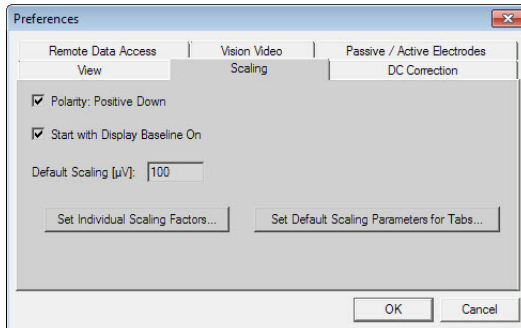 Preferences
Remote Data Access
Vision Video
Passive / Active Electrodes
View
Scaling
DC Correction
Polarity: Positive Down
Start with Display Baseline On
Default Scaling [µV]: 100
Set Individual Scaling Factors...
Set Default Scaling Parameters for Tabs...
OK
Cancel